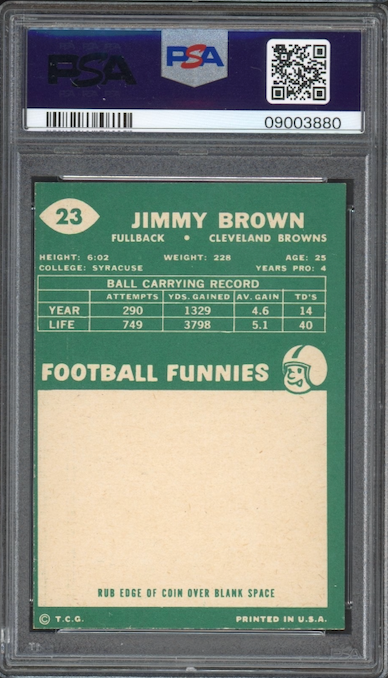 PSA
PSA
09003880
23
JIMMY BROWN
FULLBACK • CLEVELAND BROWNS
HEIGHT: 6:02 WEIGHT: 228 AGE: 25
COLLEGE: SYRACUSE YEARS PRO: 4
BALL CARRYING RECORD
ATTEMPTS YDS. GAINED AV. GAIN TD'S
YEAR 290 1329 4.6 14
LIFE 749 3798 5.1 40
FOOTBALL FUNNIES
RUB EDGE OF COIN OVER BLANK SPACE
© T.C.G. PRINTED IN U.S.A.